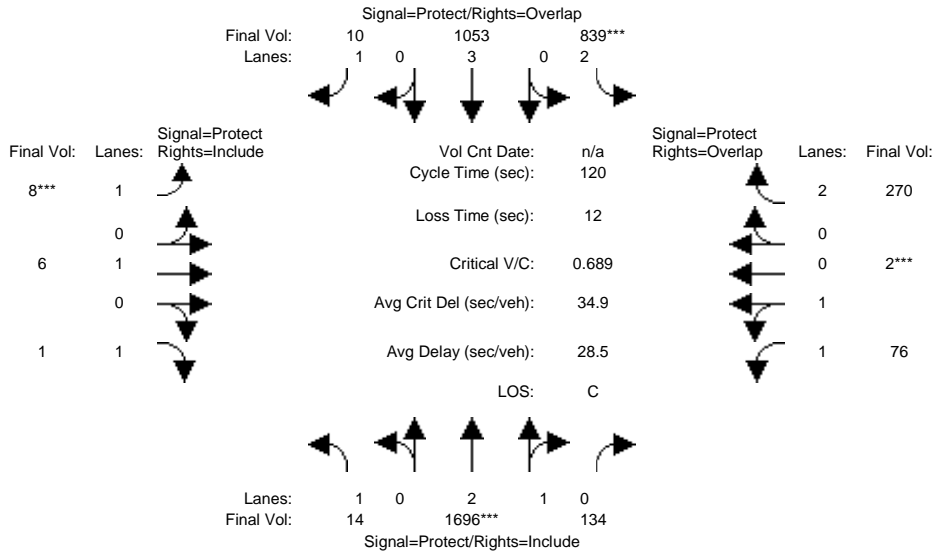 Signal=Protect/Rights=Overlap
Final Vol: 10 1053 839***
Lanes: 1 0 3 0 2
Signal=Protect
Final Vol: Lanes: Rights=Include
Vol Cnt Date: n/a
Signal=Protect
Rights=Overlap Lanes: Final Vol:
Cycle Time (sec): 120
8*** 1
2 270
Loss Time (sec): 12
0
0
6 1
Critical V/C: 0.689
0 2***
0
Avg Crit Del (sec/veh): 34.9
1
1 1
Avg Delay (sec/veh): 28.5
1 76
LOS: C
Lanes: 1 0 2 1 0
Final Vol: 14 1696*** 134
Signal=Protect/Rights=Include